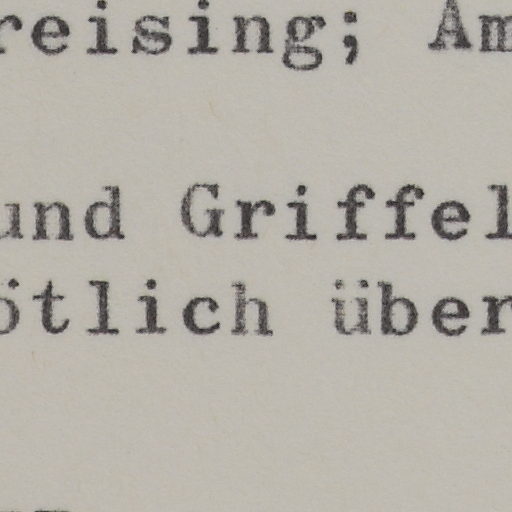 reising; Am
und Griffel
ötlich über